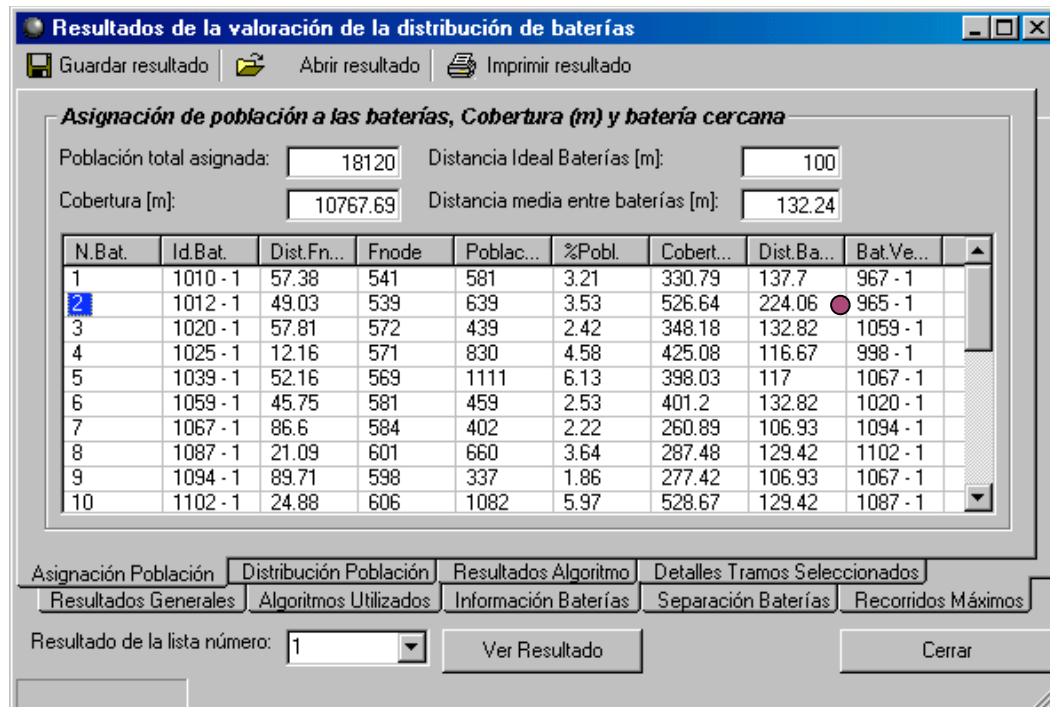 Resultados de la valoración de la distribución de baterías
Guardar resultado Abrir resultado Imprimir resultado
Asignación de población a las baterías, Cobertura (m) y batería cercana
Población total asignada: 18120 Distancia Ideal Baterías [m]: 100
Cobertura [m]: 10767.69 Distancia media entre baterías [m]: 132.24
N.Bat. Id.Bat. Dist.Fn... Fnode Poblac... %Pobl. Cobert... Dist.Ba... Bat.Ve...
1 1010 - 1 57.38 541 581 3.21 330.79 137.7 967 - 1
2 1012 - 1 49.03 539 639 3.53 526.64 224.06 965 - 1
3 1020 - 1 57.81 572 439 2.42 348.18 132.82 1059 - 1
4 1025 - 1 12.16 571 830 4.58 425.08 116.67 998 - 1
5 1039 - 1 52.16 569 1111 6.13 398.03 117 1067 - 1
6 1059 - 1 45.75 581 459 2.53 401.2 132.82 1020 - 1
7 1067 - 1 86.6 584 402 2.22 260.89 106.93 1094 - 1
8 1087 - 1 21.09 601 660 3.64 287.48 129.42 1102 - 1
9 1094 - 1 89.71 598 337 1.86 277.42 106.93 1067 - 1
10 1102 - 1 24.88 606 1082 5.97 528.67 129.42 1087 - 1
Asignación Población Distribución Población Resultados Algoritmo Detalles Tramos Seleccionados
Resultados Generales Algoritmos Utilizados Información Baterías Separación Baterías Recorridos Máximos
Resultado de la lista número: 1 Ver Resultado Cerrar